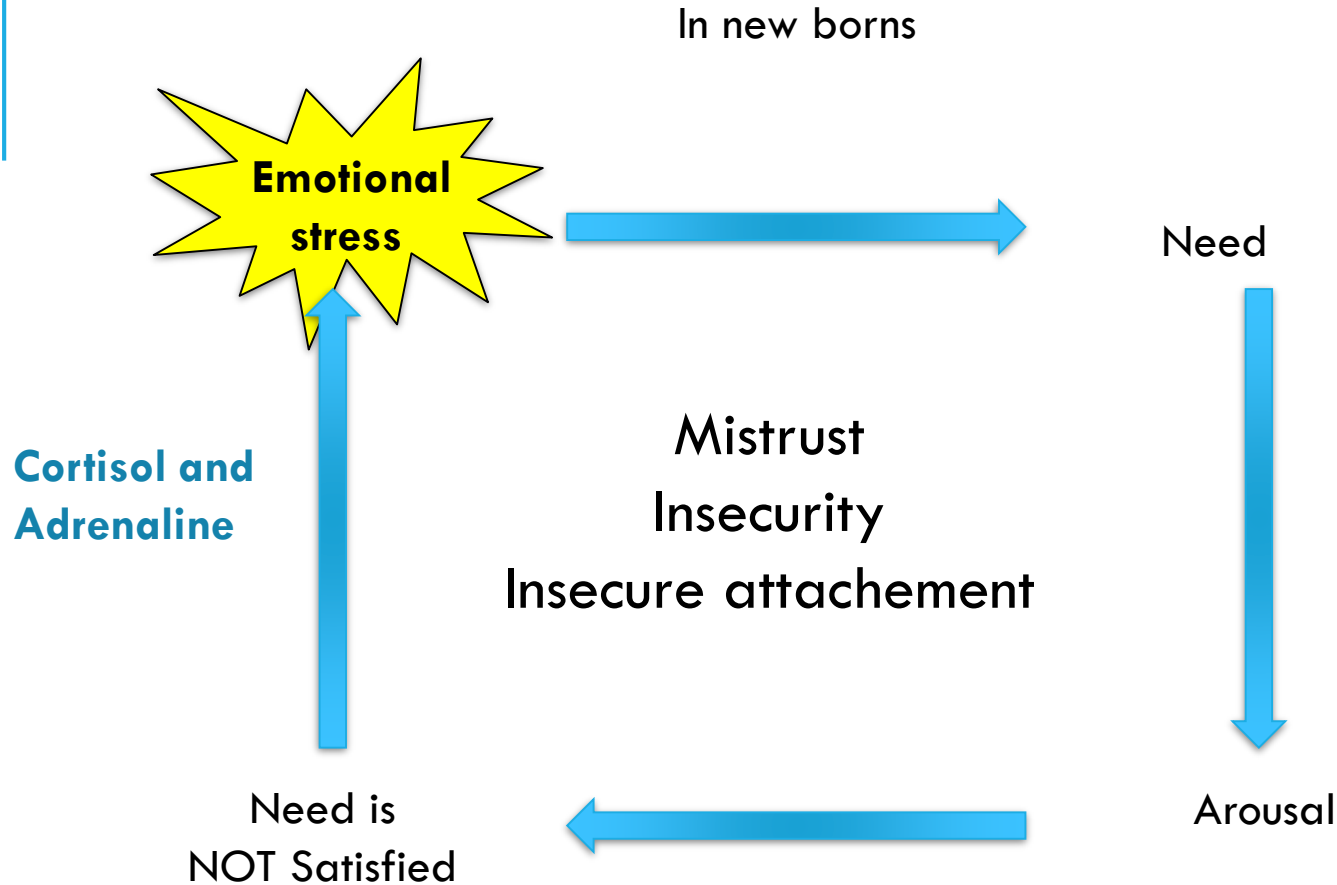 In new borns
Emotional
stress
Need
Cortisol and
Adrenaline
Mistrust
Insecurity
Insecure attachement
Need is
NOT Satisfied
Arousal